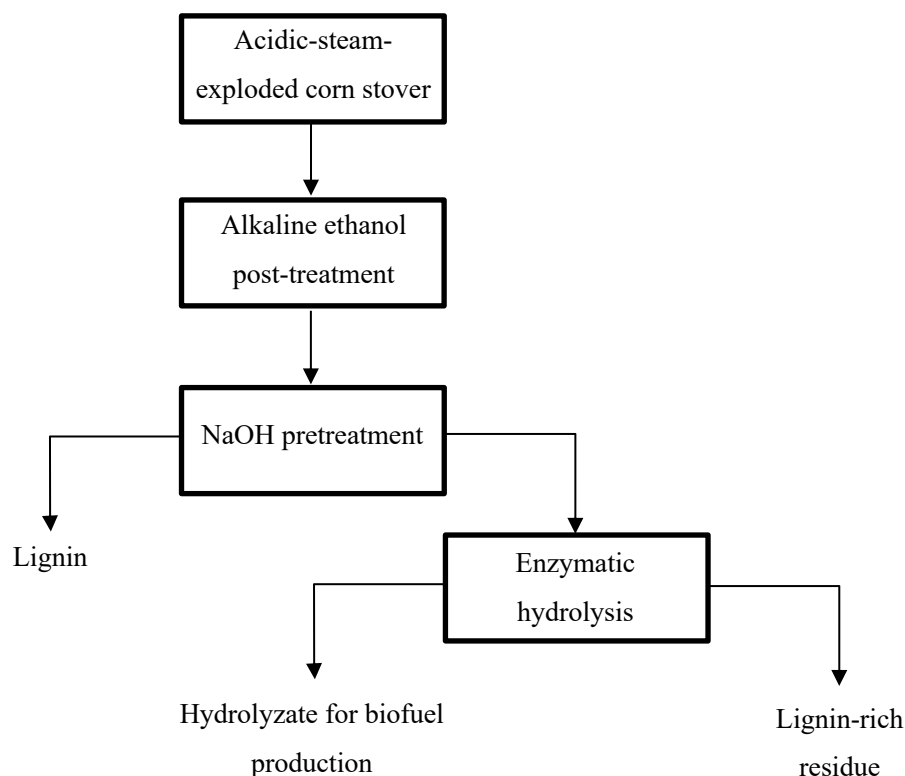 Acidic-steam-
exploded corn stover
Alkaline ethanol
post-treatment
NaOH pretreatment
Lignin
Enzymatic
hydrolysis
Hydrolyzate for biofuel
production
Lignin-rich
residue